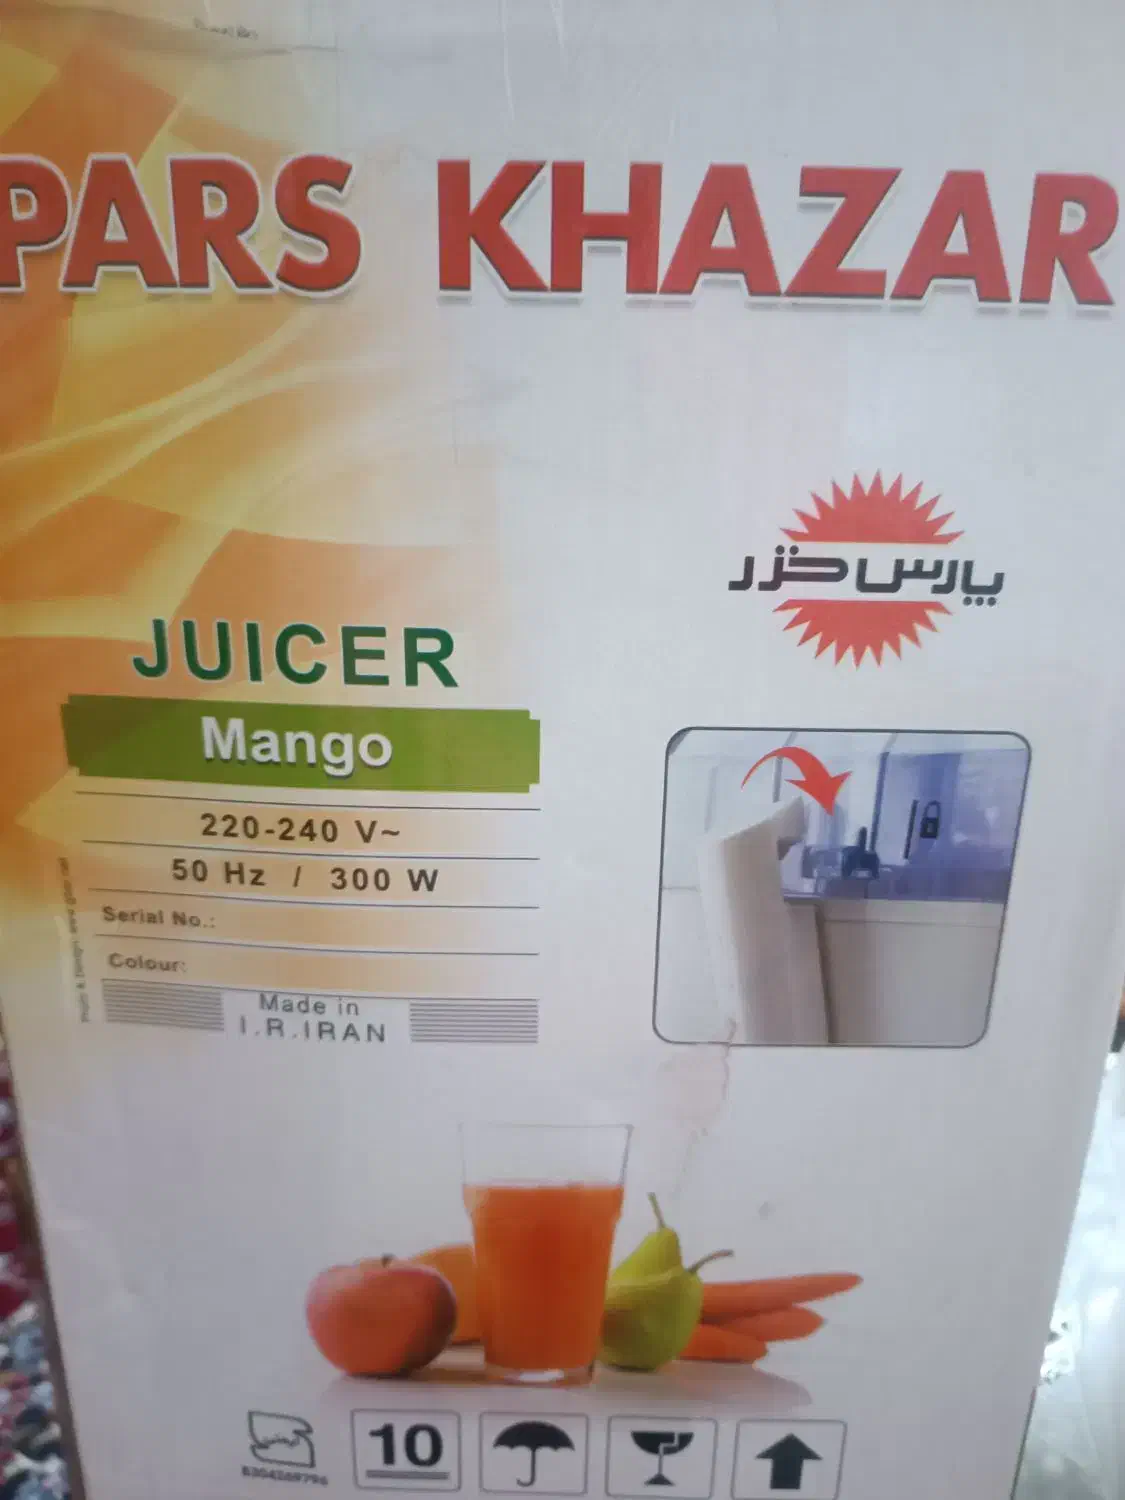 PARS KHAZAR
پارس خزر
JUICER
Mango
220-240 V~
50 Hz / 300 W
Serial No.:
Colour:
Made in
I.R.IRAN
10